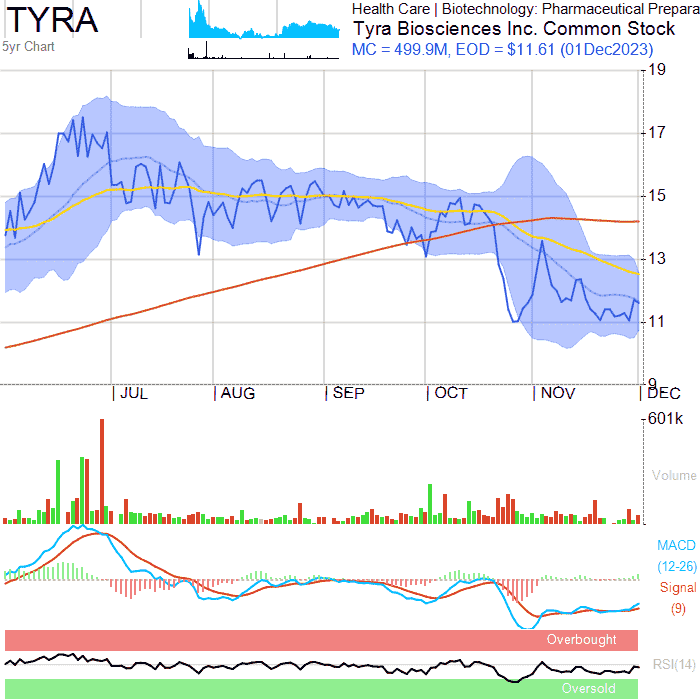 TYRA
5yr Chart
Health Care | Biotechnology: Pharmaceutical Prepara
Tyra Biosciences Inc. Common Stock
MC = 499.9M, EOD = $11.61 (01Dec2023)
19
17
15
13
11
9
JUL AUG SEP OCT NOV DEC
601k
Volume
MACD
(12-26)
Signal
(9)
Overbought
RSI(14)
Oversold